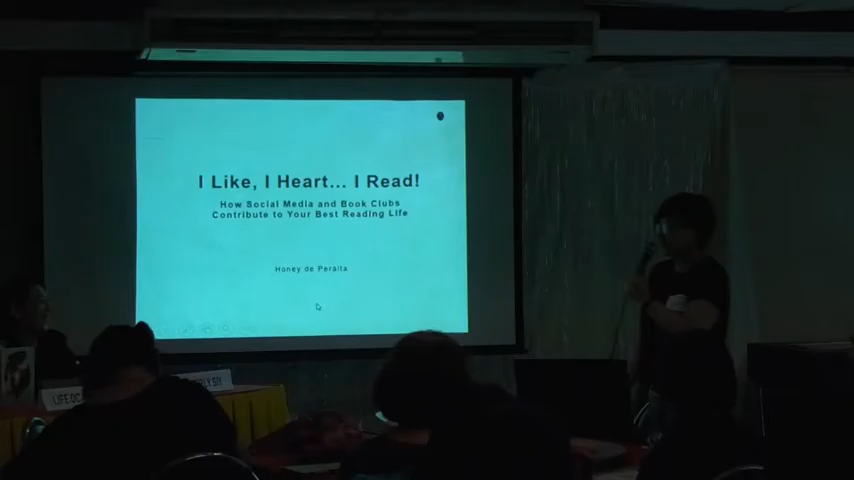 I Like, I Heart... I Read!
How Social Media and Book Clubs
Contribute to Your Best Reading Life
Honey de Peralta